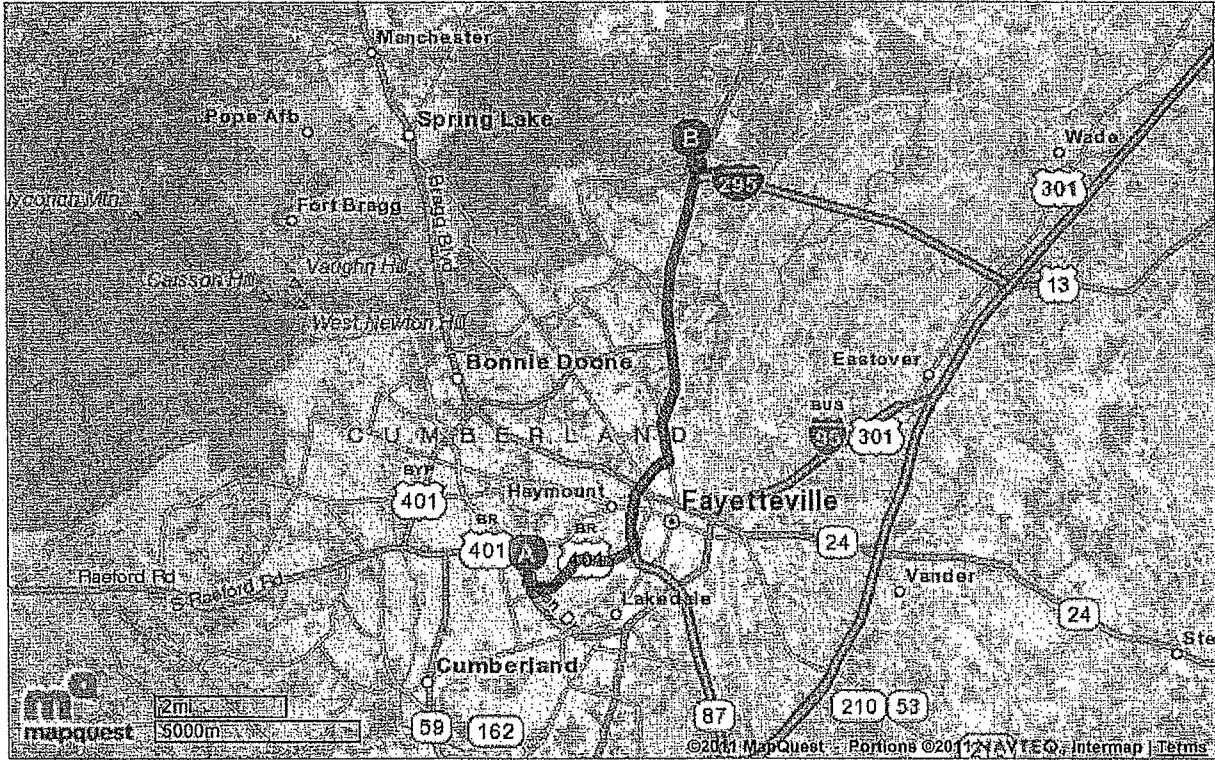 Manchester
Pope Afb
Spring Lake
B
Wade
295
301
Bragg Blvd
Fort Bragg
Vaughn Hill
13
West Newton Hill
Eastover
Bonnie Doone
BUS
301
CUMBERLAND
BYP
401
Haymount
Fayetteville
BR
401
A
BR
401
24
Raeford Rd
S Raeford Rd
Vander
Lakedale
24
Ste
Cumberland
mapquest
2mi
6000m
59
162
87
210
53
©2011 MapQuest - Portions ©2011 NAVTEQ, Intermap | Terms